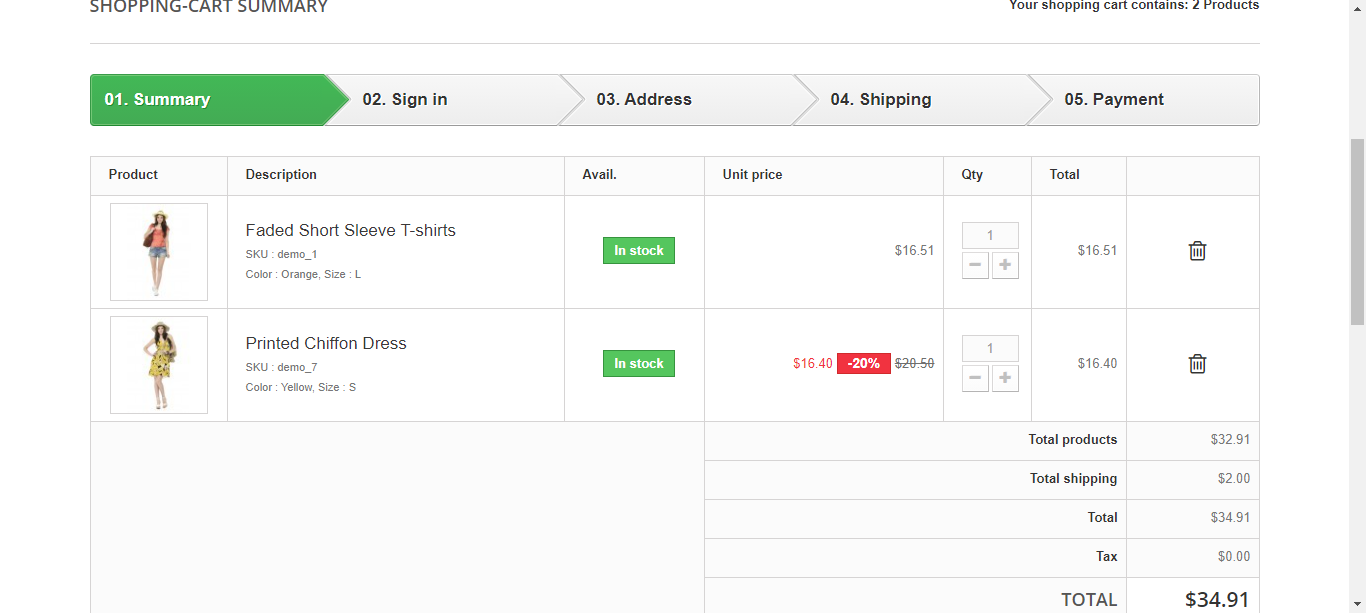 SHOPPING-CART SUMMARY
Your shopping cart contains: 2 Products
01. Summary 02. Sign in 03. Address 04. Shipping 05. Payment
Product Description Avail. Unit price Qty Total
Faded Short Sleeve T-shirts
SKU : demo_1
Color : Orange, Size : L
In stock
$16.51
1
$16.51
Printed Chiffon Dress
SKU : demo_7
Color : Yellow, Size : S
In stock
$16.40 -20% $20.50
1
$16.40
Total products $32.91
Total shipping $2.00
Total $34.91
Tax $0.00
TOTAL $34.91